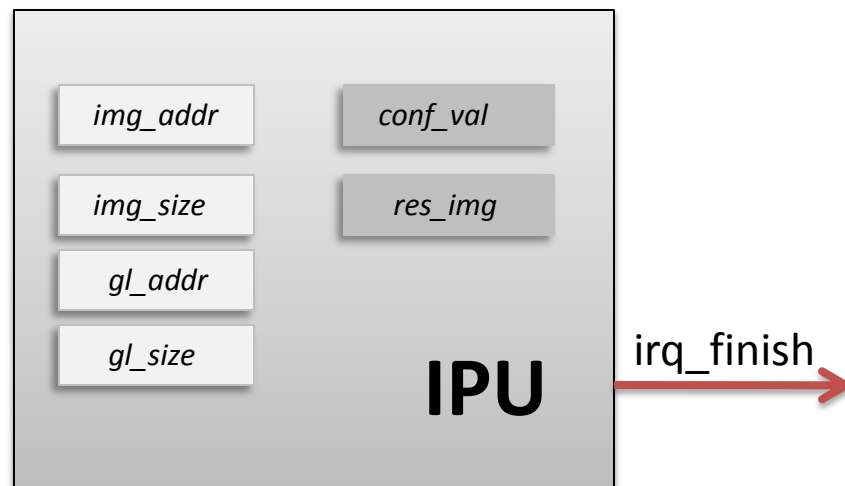 img_addr
conf_val
img_size
res_img
gl_addr
gl_size
IPU
irq_finish